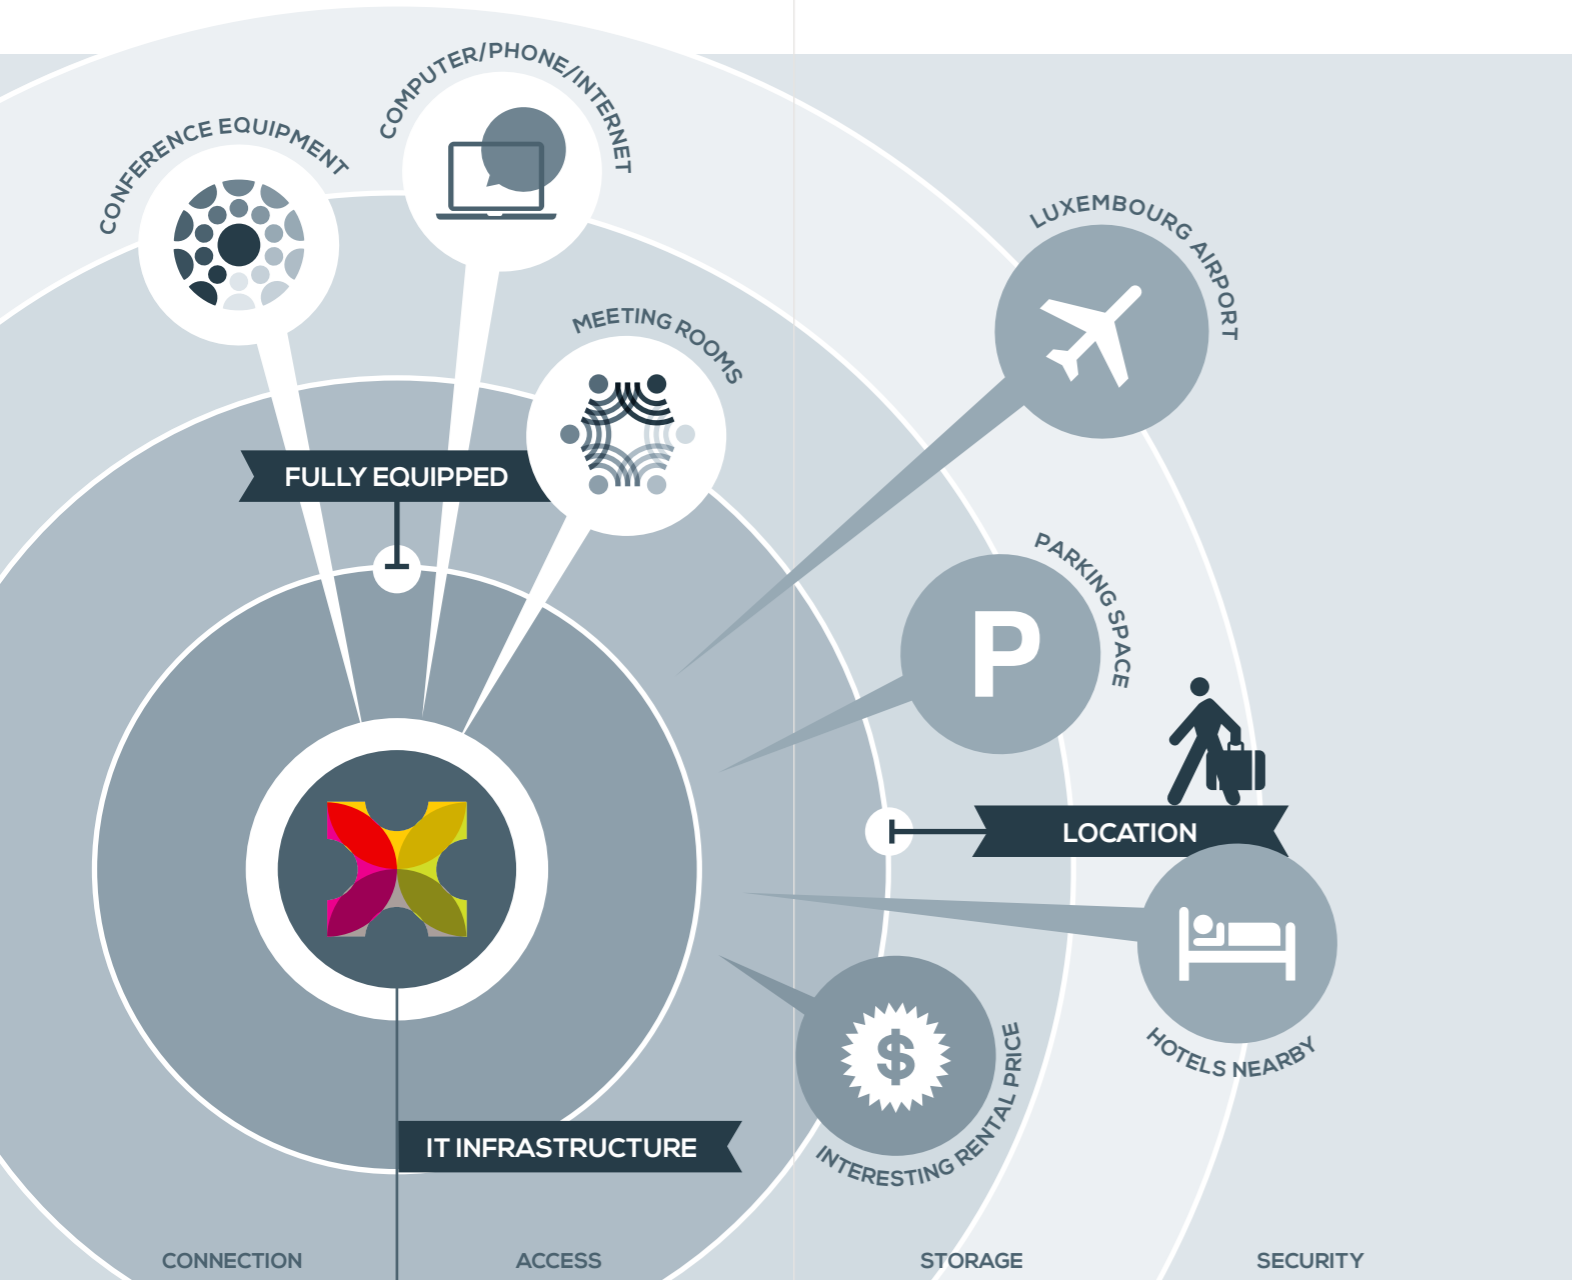 COMPUTER/PHONE/INTERNET
CONFERENCE EQUIPMENT
LUXEMBOURG AIRPORT
MEETING ROOMS
FULLY EQUIPPED
PARKING SPACE
P
LOCATION
HOTELS NEARBY
$
INTERESTING RENTAL PRICE
IT INFRASTRUCTURE
CONNECTION
ACCESS
STORAGE
SECURITY